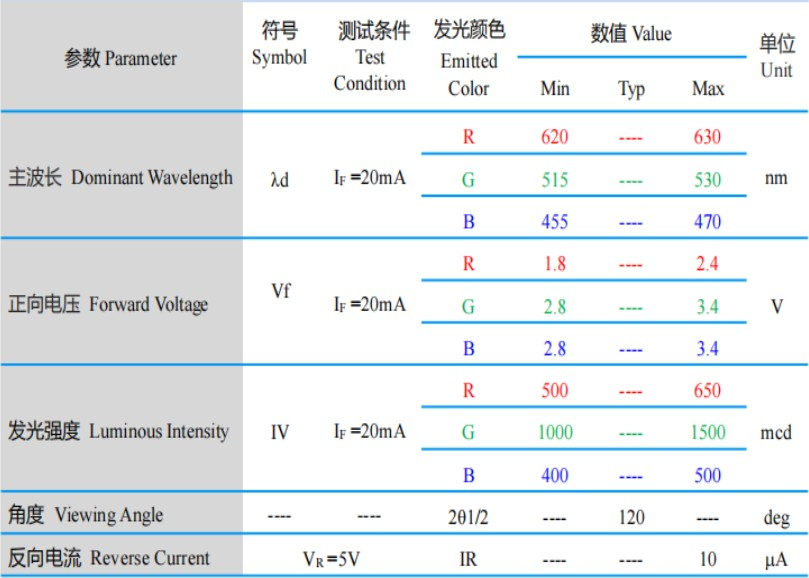 参数 Parameter 符号 Symbol 测试条件 Test Condition 发光颜色 Emitted Color 数值 Value 单位 Unit
Min Typ Max
主波长 Dominant Wavelength λd IF =20mA R 620 ---- 630 nm
G 515 ---- 530
B 455 ---- 470
正向电压 Forward Voltage Vf IF =20mA R 1.8 ---- 2.4 V
G 2.8 ---- 3.4
B 2.8 ---- 3.4
发光强度 Luminous Intensity IV IF =20mA R 500 ---- 650 mcd
G 1000 ---- 1500
B 400 ---- 500
角度 Viewing Angle ---- ---- 2θ1/2 ---- 120 ---- deg
反向电流 Reverse Current VR =5V IR ---- ---- 10 μA